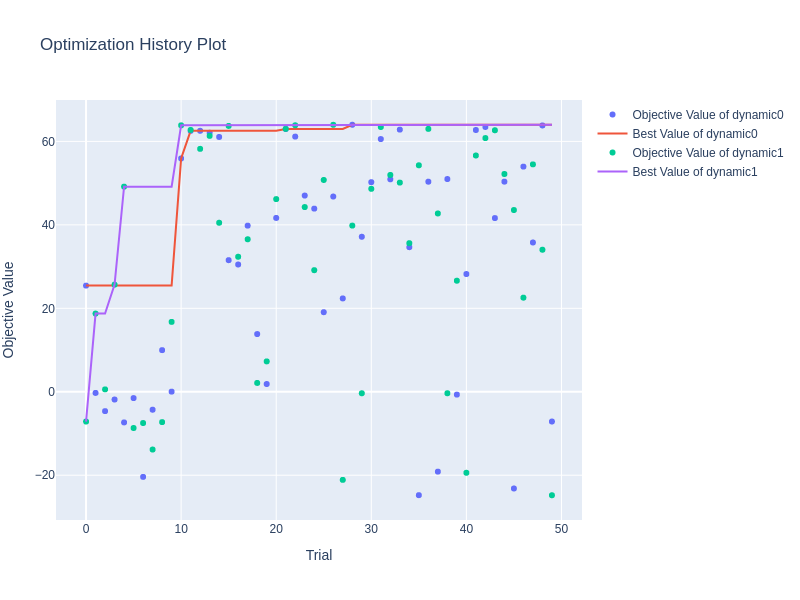 Optimization History Plot
Objective Value of dynamic0
Best Value of dynamic0
Objective Value of dynamic1
Best Value of dynamic1
Objective Value
60
40
20
0
−20
0
10
20
30
40
50
Trial